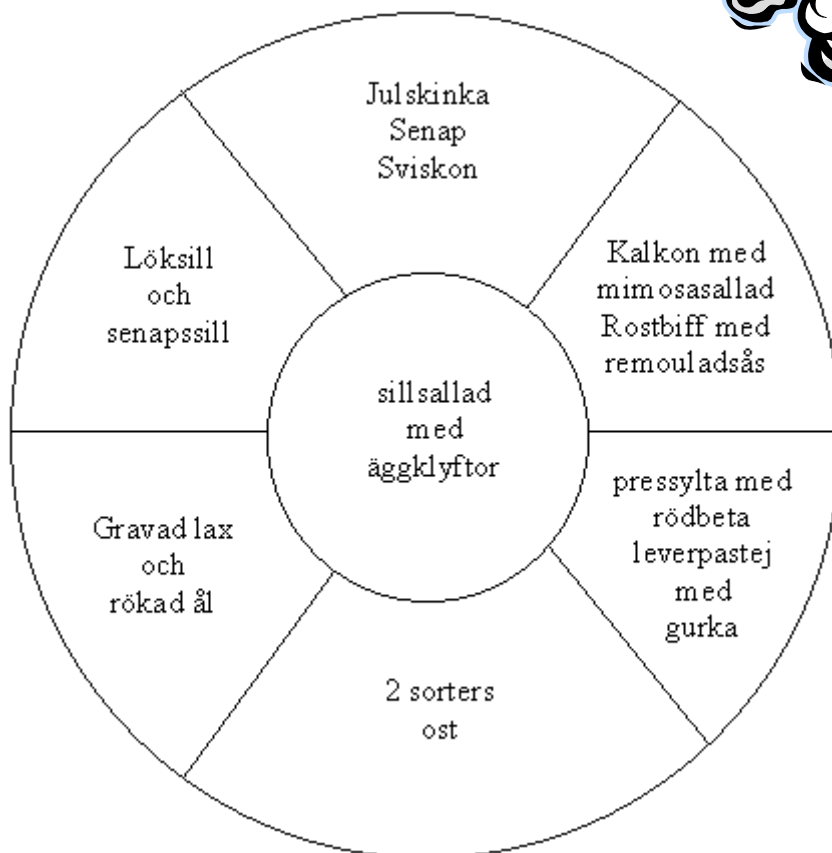 Julskinka
Senap
Sviskon
Kalkon med
mimosasallad
Rostbiff med
remouladsås
pressylta med
rödbeta
leverpastej
med
gurka
2 sorters
ost
Gravad lax
och
rökad ål
Löksill
och
senapssill
sillsallad
med
äggklyftor